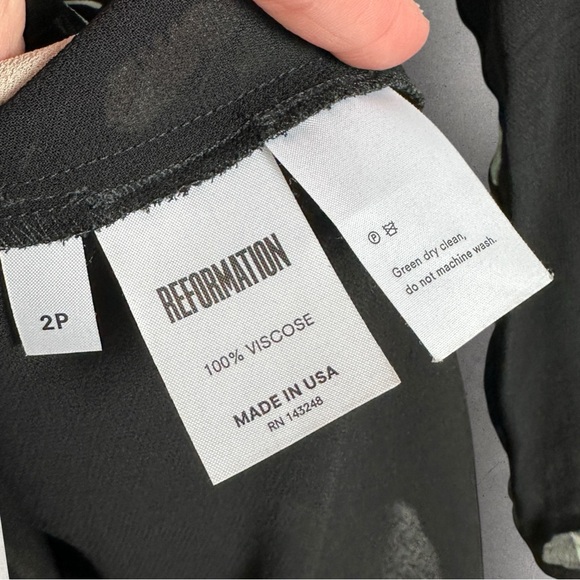 2P
REFORMATION
100% VISCOSE
MADE IN USA
RN 143248
P
Green dry clean,
do not machine wash.